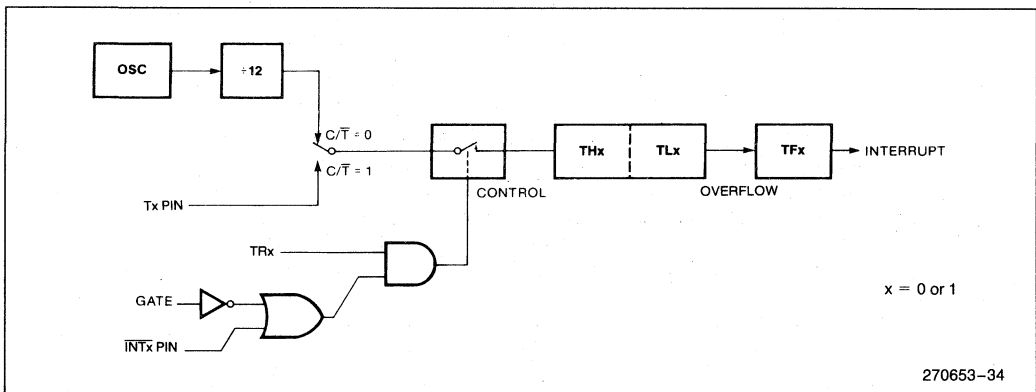 OSC
÷12
C/T̅ = 0
C/T̅ = 1
Tx PIN
CONTROL
THx
TLx
OVERFLOW
TFx
INTERRUPT
TRx
GATE
I̅N̅T̅x̅ PIN
x = 0 or 1
270653-34